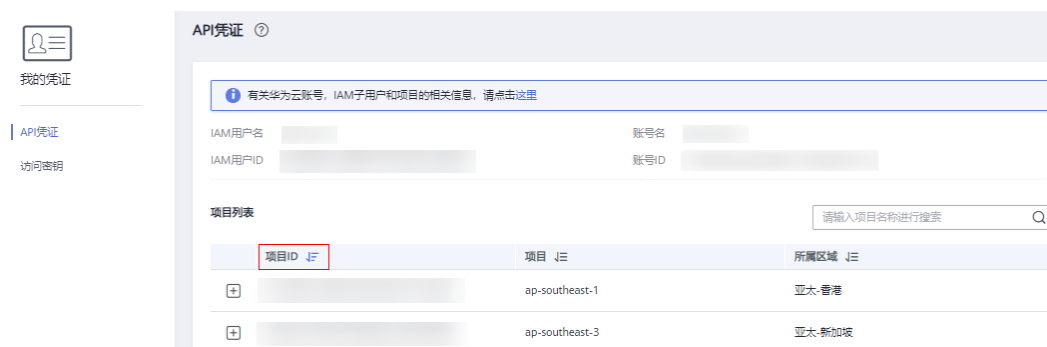 我的凭证
API凭证
访问密钥
API凭证
有关华为云账号，IAM子用户和项目的相关信息，请点击这里
IAM用户名 账号名
IAM用户ID 账号ID
项目列表
请输入项目名称进行搜索
项目ID 项目 所属区域
ap-southeast-1 亚太-香港
ap-southeast-3 亚太-新加坡